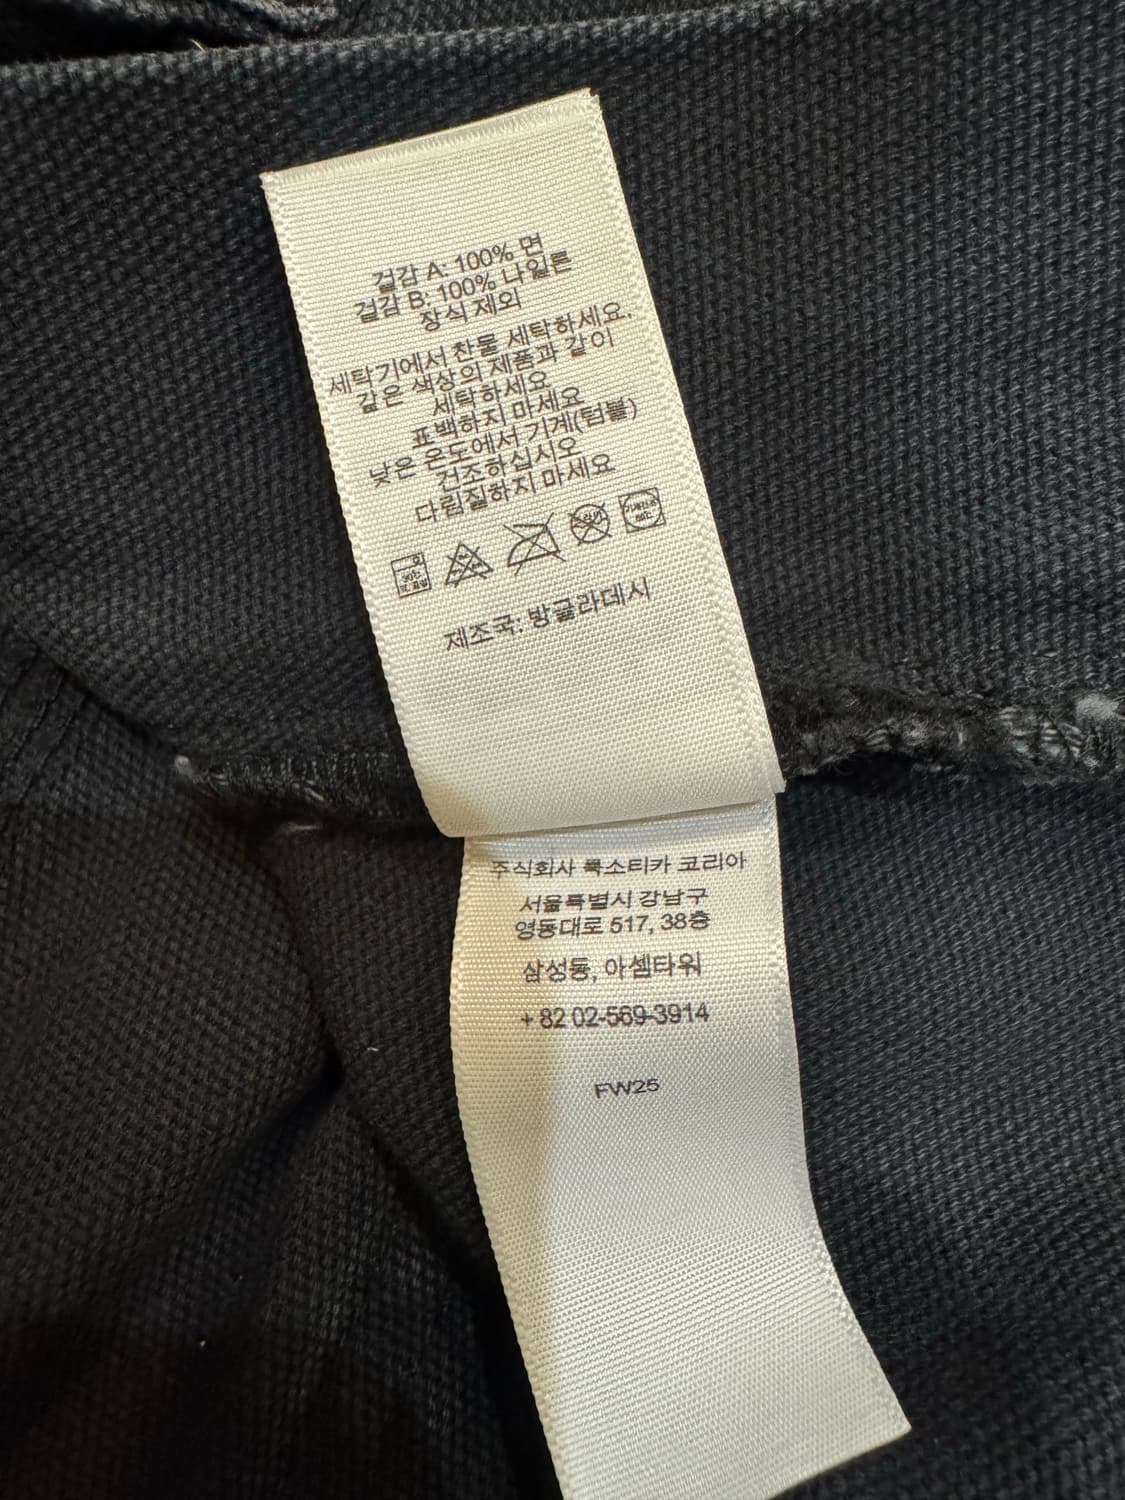 겉감 A: 100% 면
겉감 B: 100% 나일론
장식 제외
세탁기에서 찬물 세탁하세요.
같은 색상의 제품과 같이
세탁하세요
표백하지 마세요
낮은 온도에서 기계(텀블)
건조하십시오
다림질하지 마세요
제조국: 방글라데시
주식회사 룩소티카 코리아
서울특별시 강남구
영동대로 517, 38층
삼성동, 아셈타워
+ 82 02-569-3914
FW25